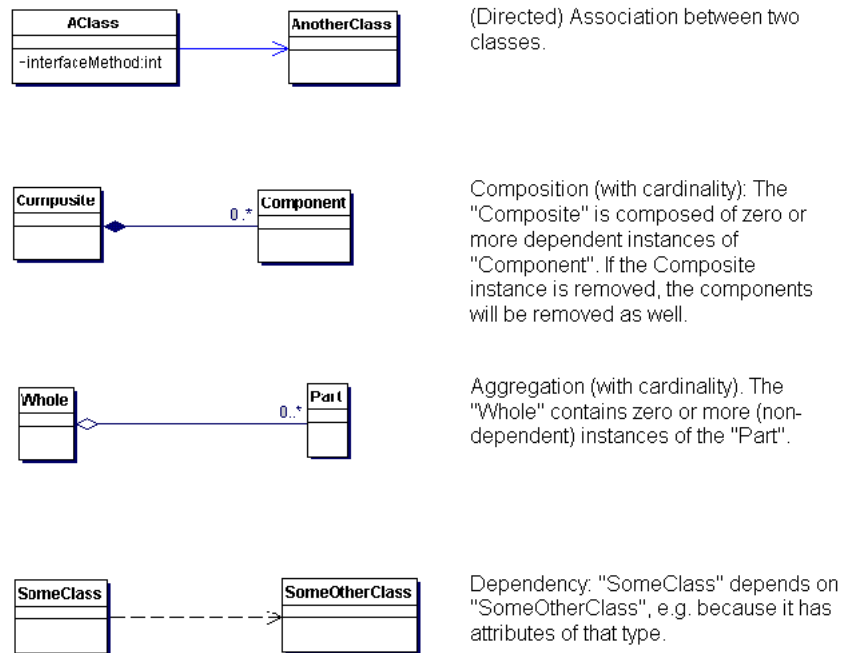 AClass
-interfaceMethod:int
AnotherClass
(Directed) Association between two
classes.
Composite
0..*
Component
Composition (with cardinality): The
"Composite" is composed of zero or
more dependent instances of
"Component". If the Composite
instance is removed, the components
will be removed as well.
Whole
0..*
Part
Aggregation (with cardinality). The
"Whole" contains zero or more (non-
dependent) instances of the "Part".
SomeClass
SomeOtherClass
Dependency: "SomeClass" depends on
"SomeOtherClass", e.g. because it has
attributes of that type.